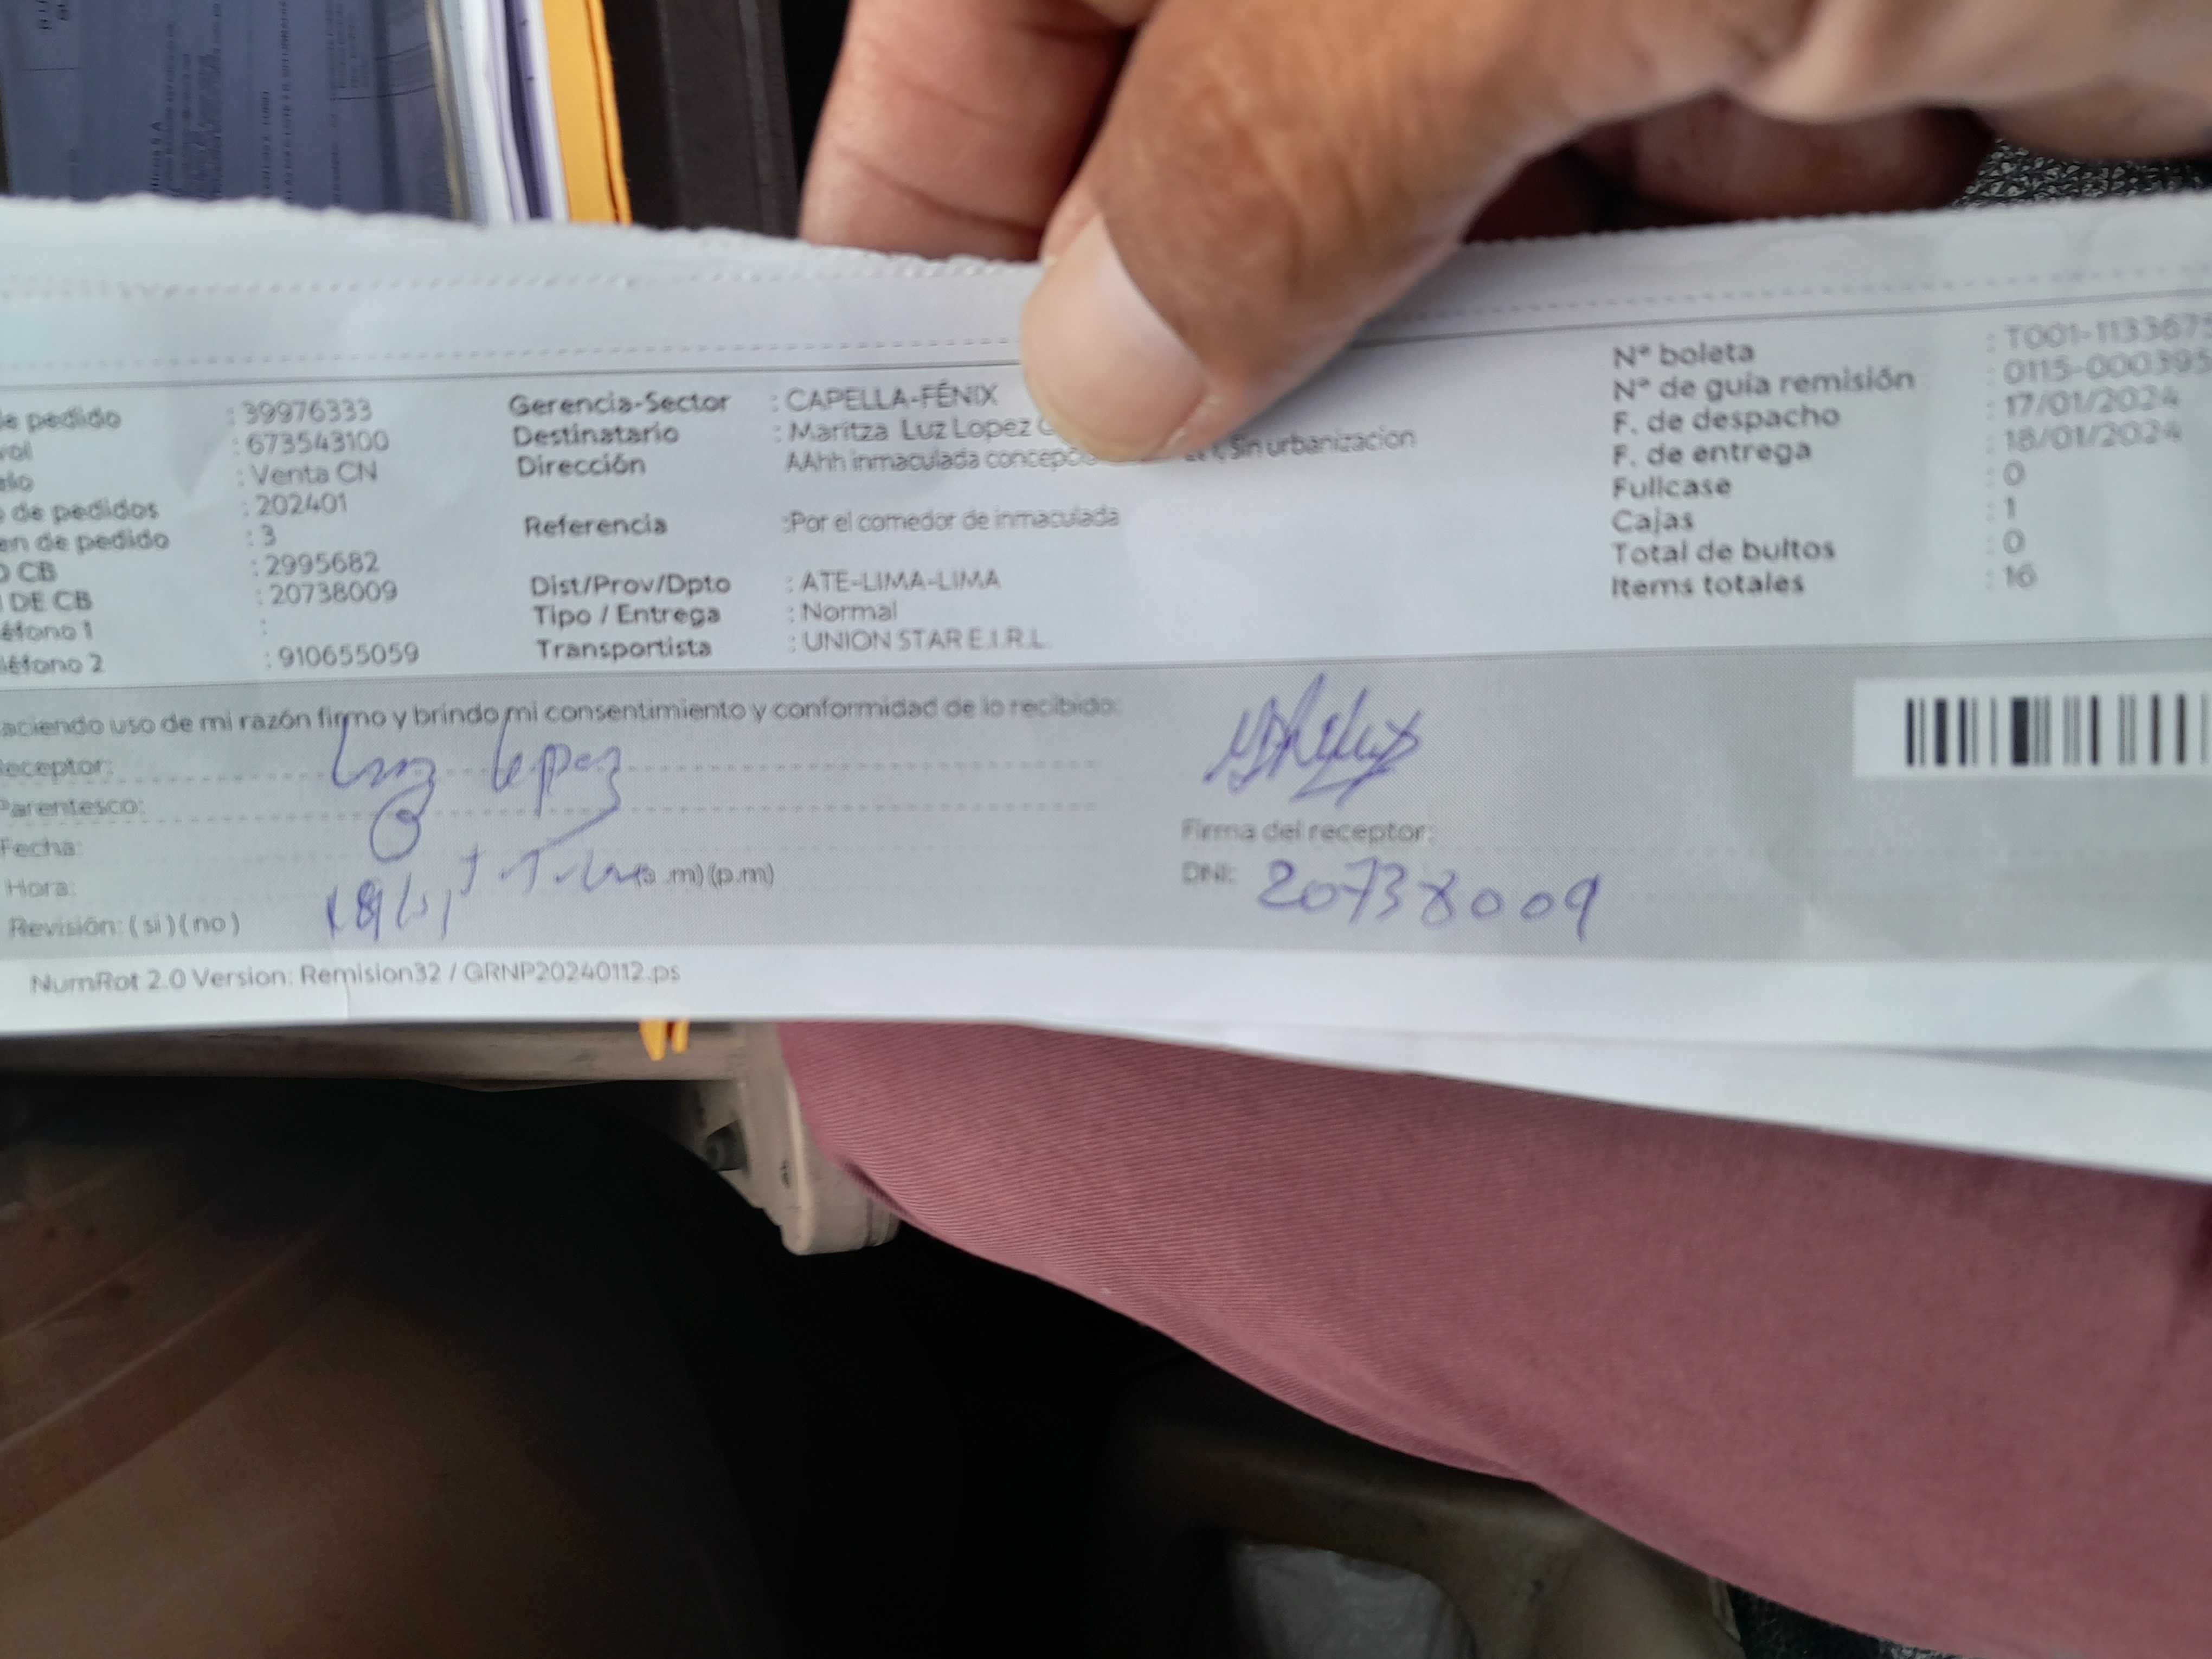 de pedido : 39976333
: 673543100
: Venta CN
de pedidos : 202401
en de pedido : 3
CB : 2995682
DE CB : 20738009
éfono 1 :
léfono 2 : 910655059
Gerencia-Sector : CAPELLA-FÉNIX
Destinatario : Maritza Luz Lopez
Dirección AAhh inmaculada concepció Sin urbanizacion
Referencia :Por el comedor de inmaculada
Dist/Prov/Dpto : ATE-LIMA-LIMA
Tipo / Entrega : Normal
Transportista : UNION STAR E.I.R.L.
Nº boleta : T001-1133673
Nº de guía remisión : 0115-000395
F. de despacho : 17/01/2024
F. de entrega : 18/01/2024
Fullcase : 0
Cajas : 1
Total de bultos : 0
Items totales : 16
aciendo uso de mi razón firmo y brindo mi consentimiento y conformidad de lo recibido:
Receptor: Luz Lopez
Parentesco:
Fecha:
Hora: (a .m) (p.m)
Revisión: ( si ) ( no )
Firma del receptor:
DNI: 20738009
NumRot 2.0 Version: Remision32 / GRNP20240112.ps